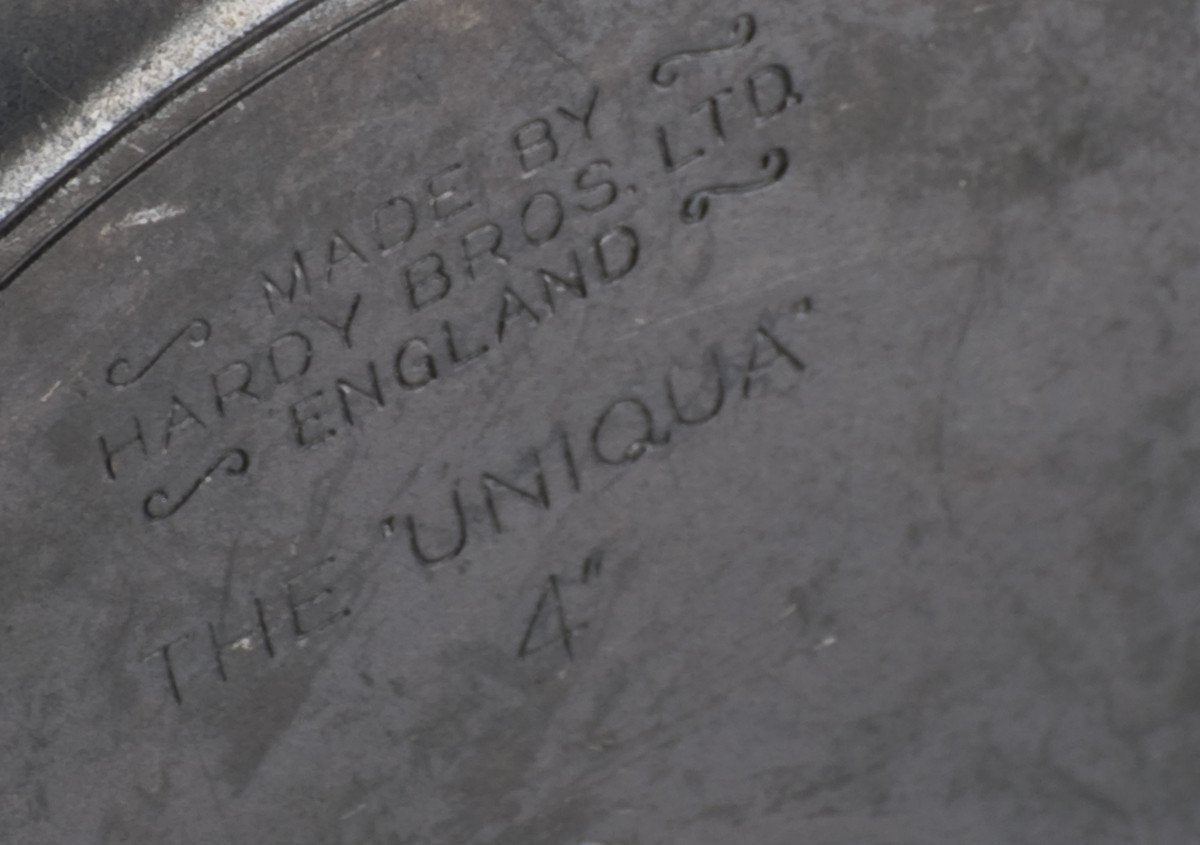 MADE BY
HARDY BROS. LTD.
ENGLAND
THE "UNIQUA"
4"